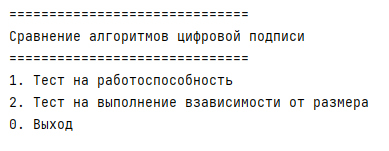 ==============================
Сравнение алгоритмов цифровой подписи
==============================
1. Тест на работоспособность
2. Тест на выполнение взависимости от размера
0. Выход